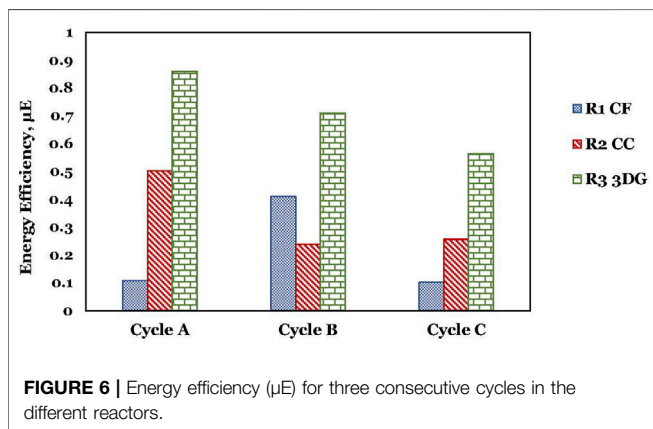 1
0.9
0.8
0.7
0.6
0.5
0.4
0.3
0.2
0.1
0
Energy Efficiency, µE
Cycle A
Cycle B
Cycle C
R1 CF
R2 CC
R3 3DG
FIGURE 6 | Energy efficiency (µE) for three consecutive cycles in the
different reactors.